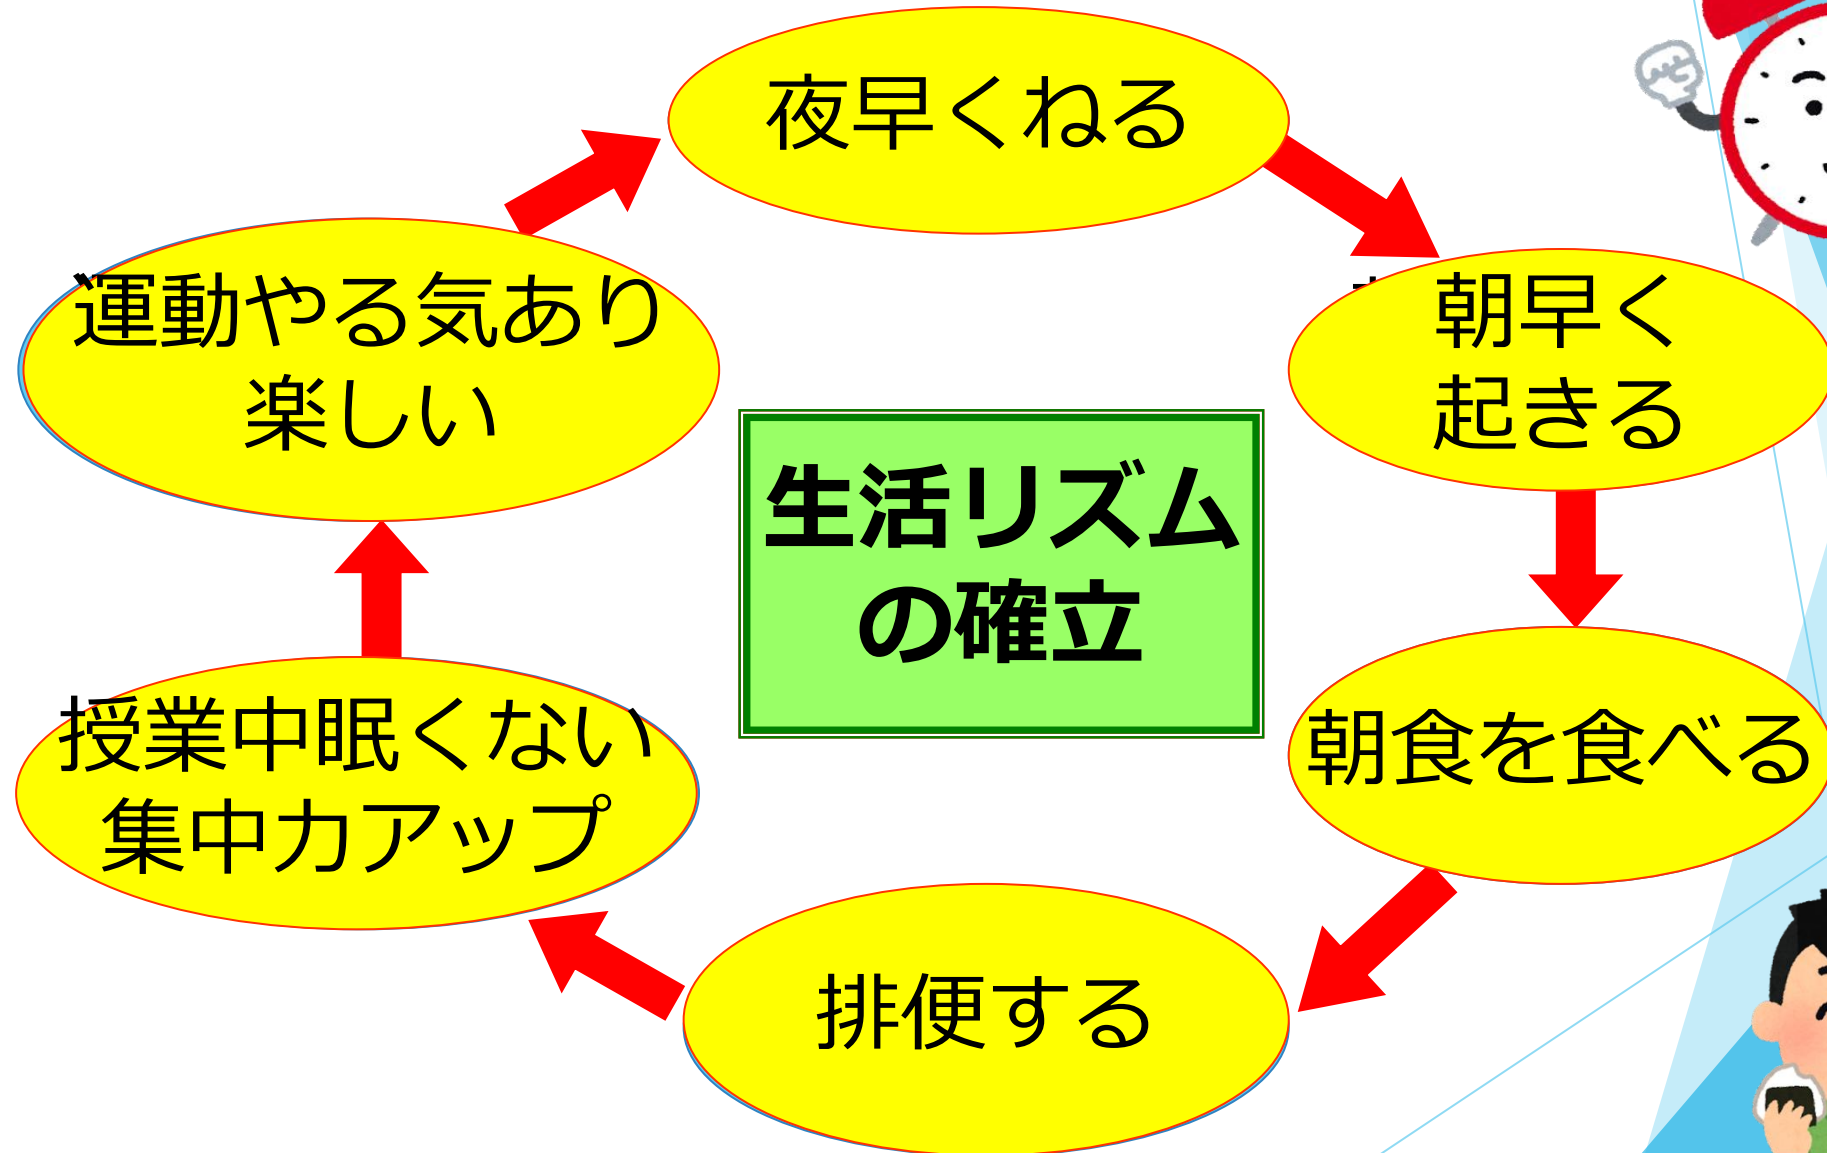 夜早くねる
朝早く
起きる
朝食を食べる
排便する
授業中眠くない
集中力アップ
運動やる気あり
楽しい
生活リズム
の確立